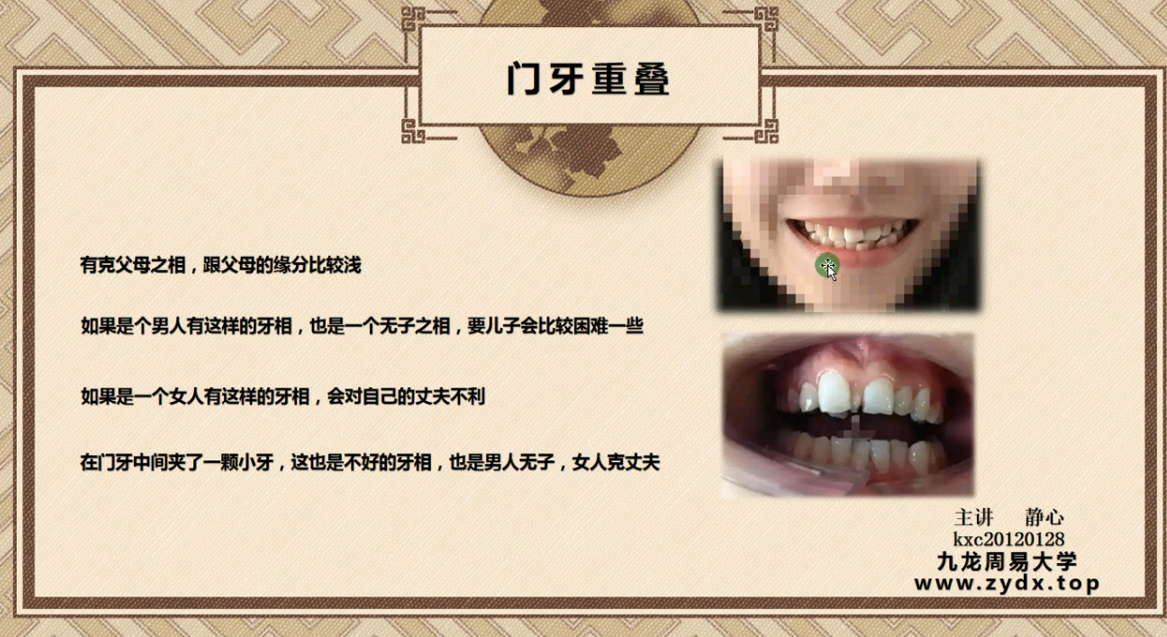 门牙重叠
有克父母之相，跟父母的缘分比较浅
如果是个男人有这样的牙相，也是一个无子之相，要儿子会比较困难一些
如果是一个女人有这样的牙相，会对自己的丈夫不利
在门牙中间夹了一颗小牙，这也是不好的牙相，也是男人无子，女人克丈夫
主讲 静心
kxc20120128
九龙周易大学
www.zydx.top